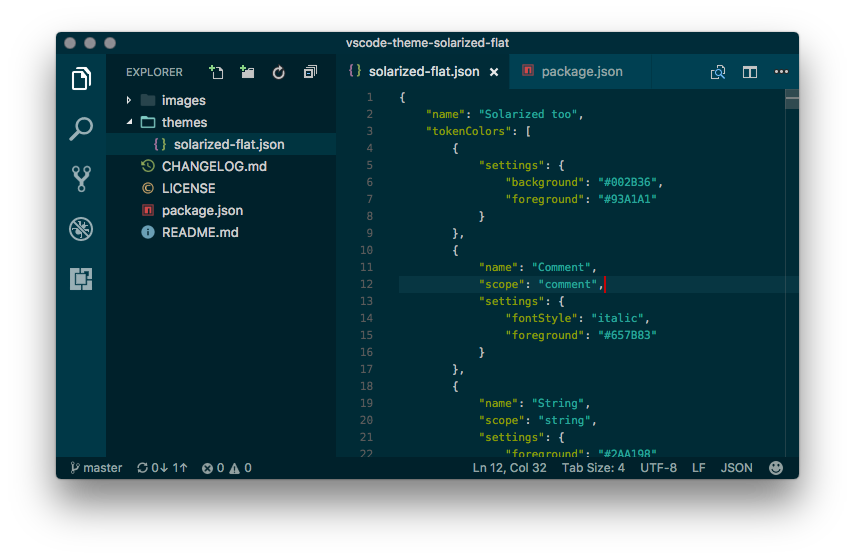 vscode-theme-solarized-flat
EXPLORER
images
themes
{ } solarized-flat.json
CHANGELOG.md
LICENSE
package.json
README.md
{ } solarized-flat.json ×
package.json
1 {
2 "name": "Solarized too",
3 "tokenColors": [
4 {
5 "settings": {
6 "background": "#002B36",
7 "foreground": "#93A1A1"
8 }
9 },
10 {
11 "name": "Comment",
12 "scope": "comment",
13 "settings": {
14 "fontStyle": "italic",
15 "foreground": "#657B83"
16 }
17 },
18 {
19 "name": "String",
20 "scope": "string",
21 "settings": {
22 "foreground": "#2AA198"
master 0↓ 1↑ 0 0 Ln 12, Col 32 Tab Size: 4 UTF-8 LF JSON